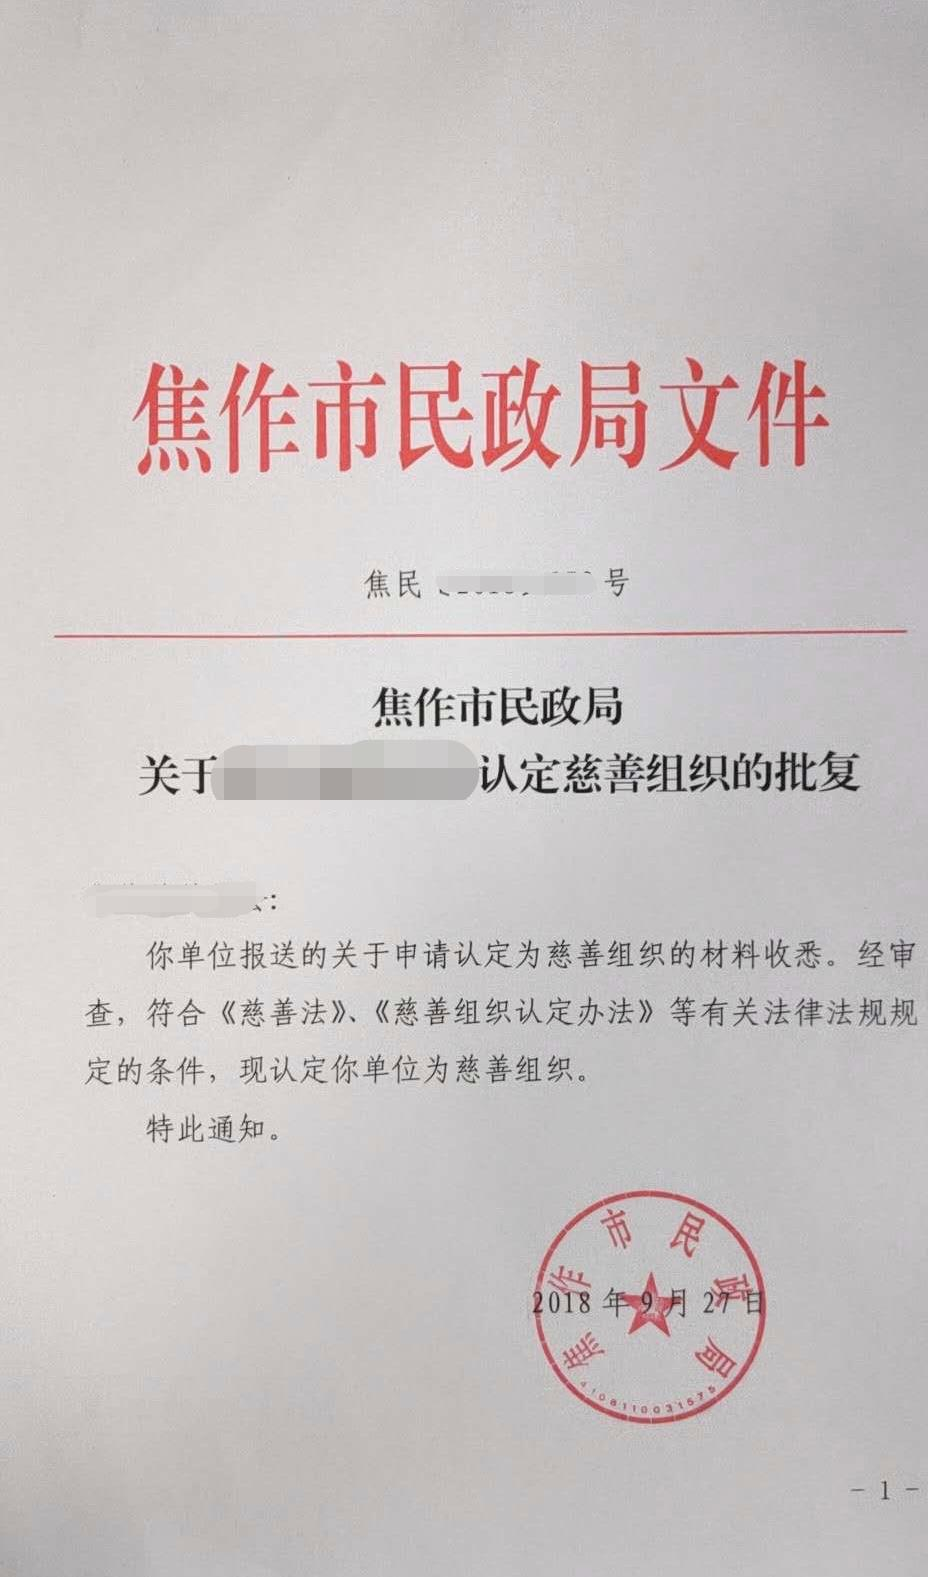 焦作市民政局文件
焦民 号
焦作市民政局
关于 认定慈善组织的批复
:
你单位报送的关于申请认定为慈善组织的材料收悉。经审
查，符合《慈善法》、《慈善组织认定办法》等有关法律法规规
定的条件，现认定你单位为慈善组织。
特此通知。
焦作市民政局
2018年9月27日
4108110031575
- 1 -